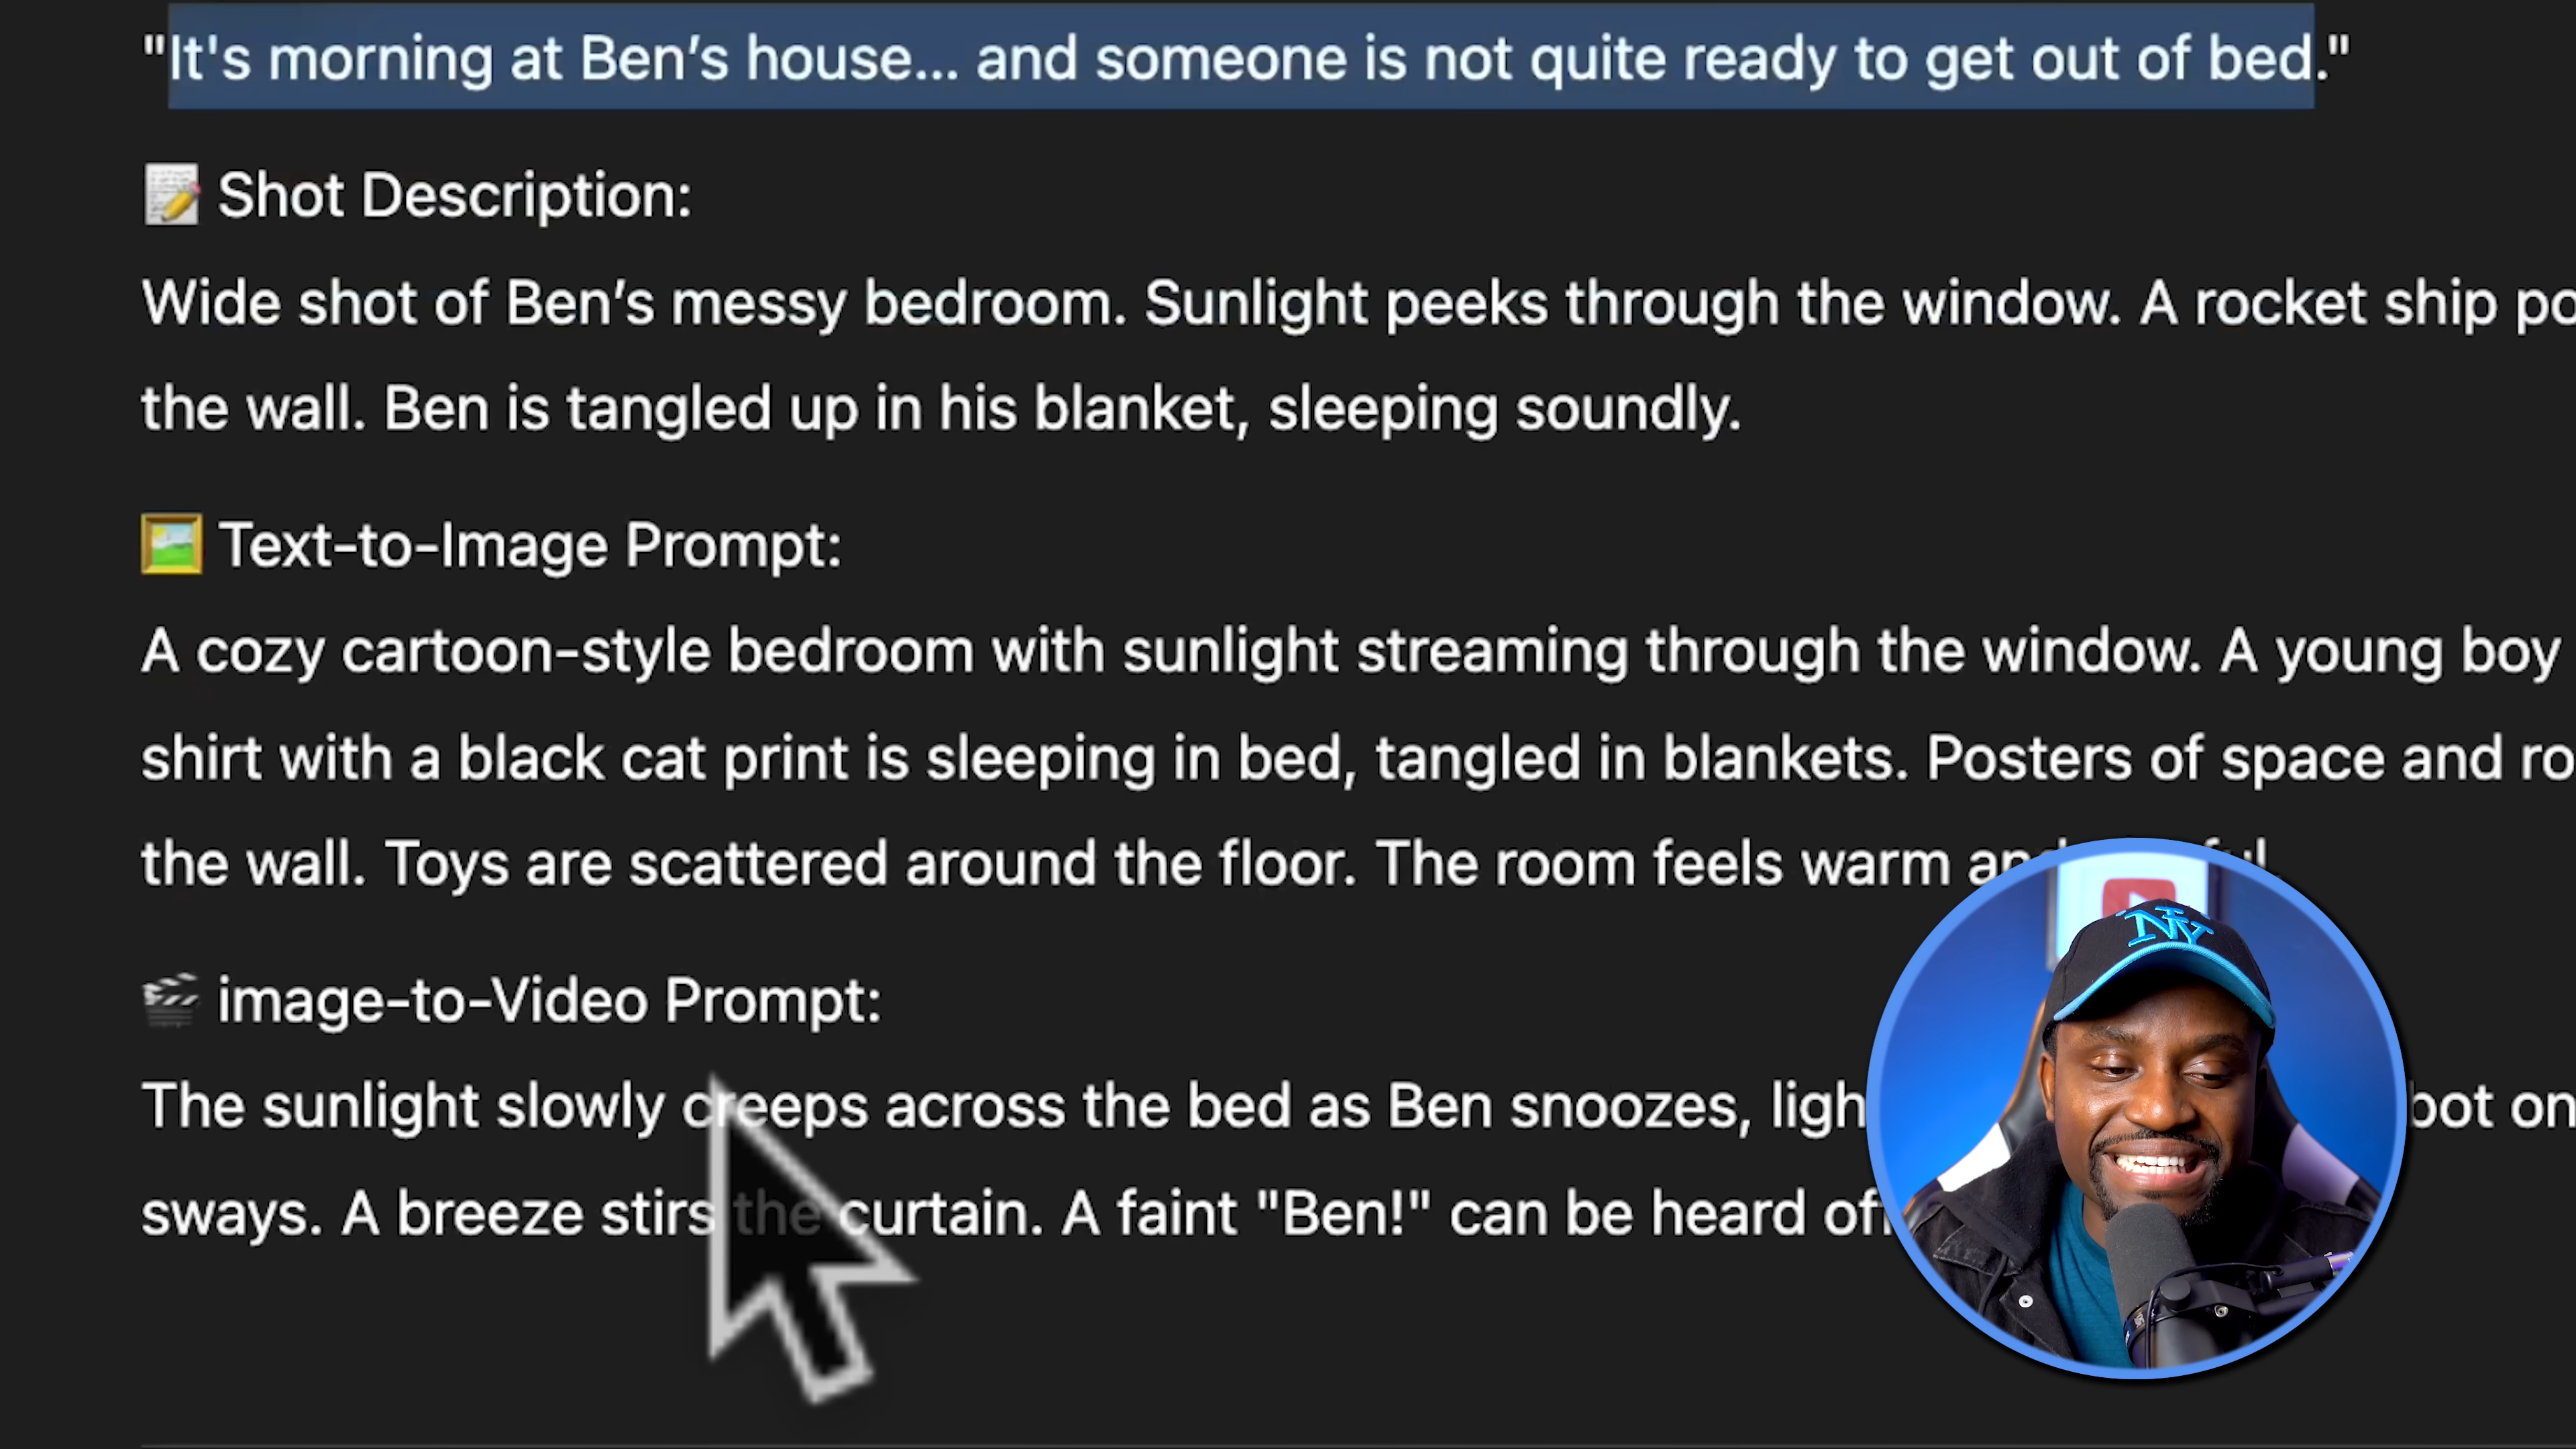 "It's morning at Ben's house... and someone is not quite ready to get out of bed."
Shot Description:
Wide shot of Ben's messy bedroom. Sunlight peeks through the window. A rocket ship
the wall. Ben is tangled up in his blanket, sleeping soundly.
Text-to-Image Prompt:
A cozy cartoon-style bedroom with sunlight streaming through the window. A young boy
shirt with a black cat print is sleeping in bed, tangled in blankets. Posters of space and
the wall. Toys are scattered around the floor. The room feels warm
image-to-Video Prompt:
The sunlight slowly creeps across the bed as Ben snoozes, on
sways. A breeze stirs the curtain. A faint "Ben!" can be heard
NY